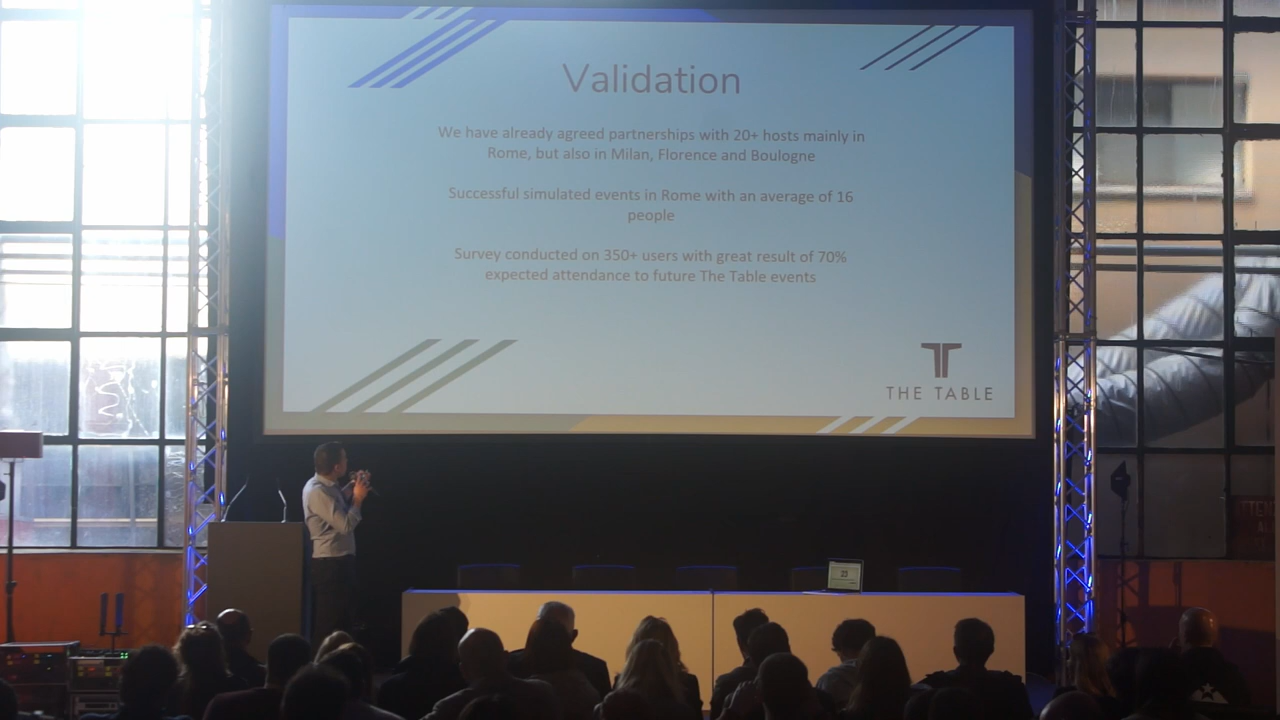 Validation
We have already agreed partnerships with 20+ hosts mainly in
Rome, but also in Milan, Florence and Boulogne
Successful simulated events in Rome with an average of 16
people
Survey conducted on 350+ users with great result of 70%
expected attendance to future The Table events
THE TABLE